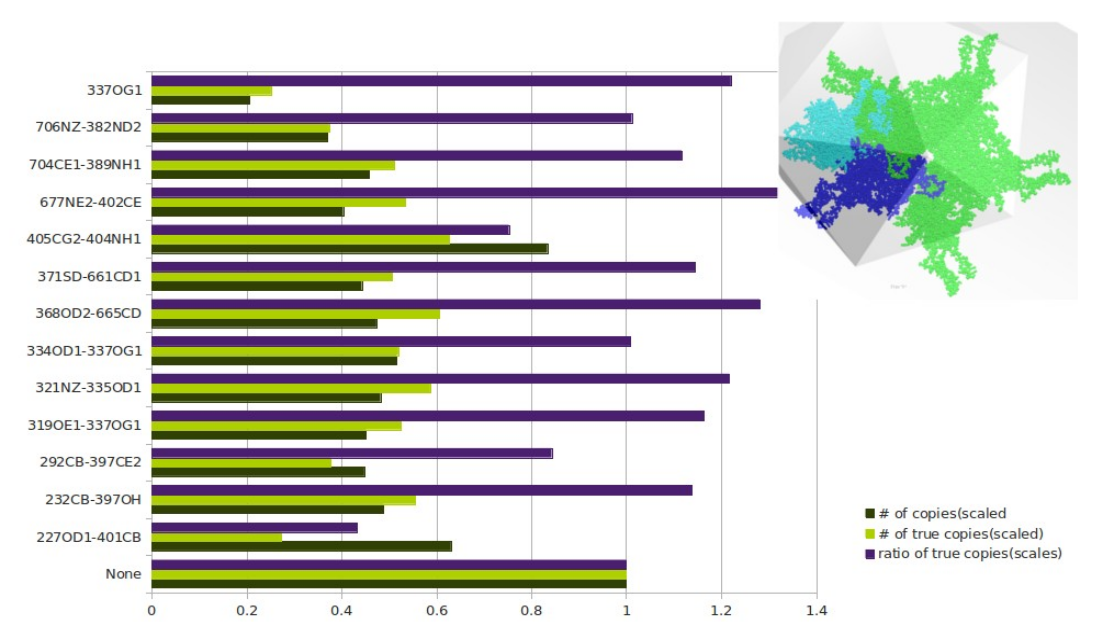 337OG1
706NZ-382ND2
704CE1-389NH1
677NE2-402CE
405CG2-404NH1
371SD-661CD1
368OD2-665CD
334OD1-337OG1
321NZ-335OD1
319OE1-337OG1
292CB-397CE2
232CB-397OH
227OD1-401CB
None
0 0.2 0.4 0.6 0.8 1 1.2 1.4
# of copies(scaled
# of true copies(scaled)
ratio of true copies(scales)